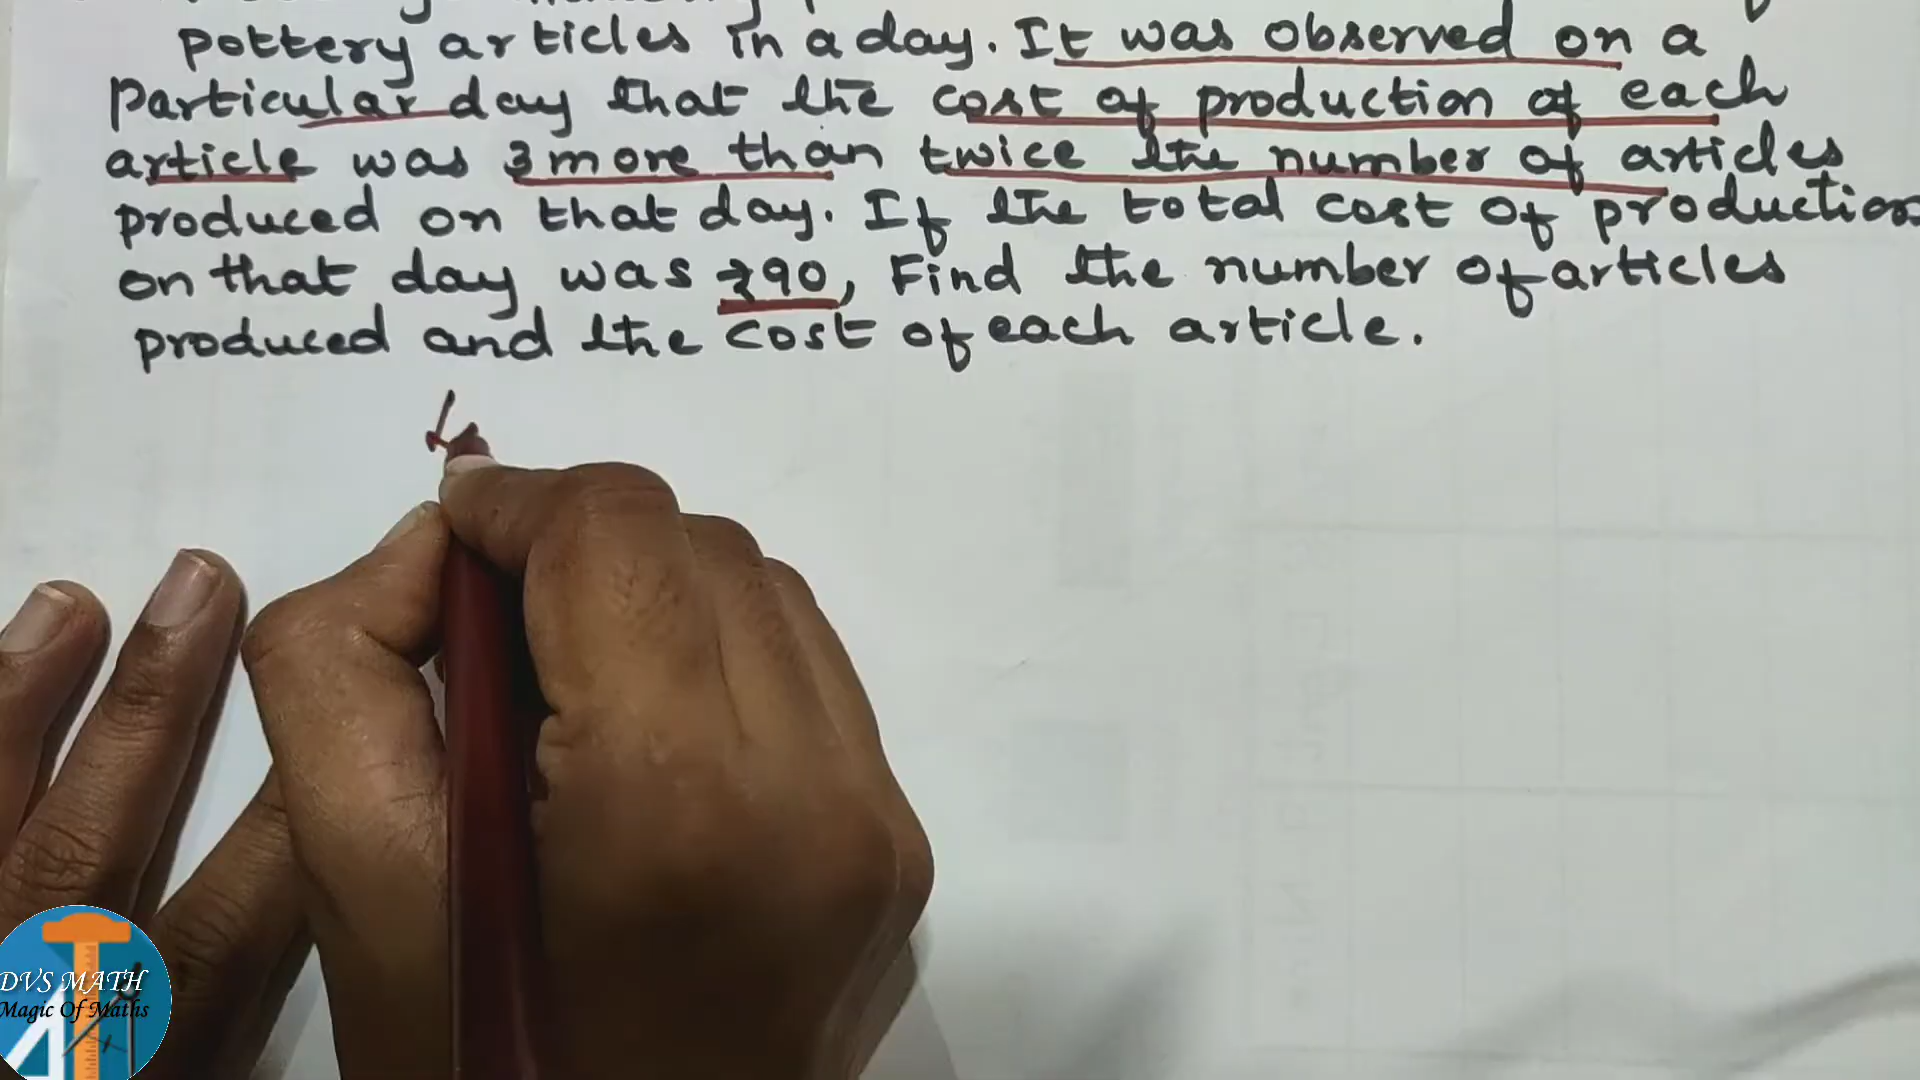 pottery articles in a day. It was observed on a
Particular day that the cost of production of each
article was 3 more than twice the number of articles
produced on that day. If the total cost of production
on that day was ₹90, Find the number of articles
produced and the cost of each article.
DVS MATH
Magic Of Maths